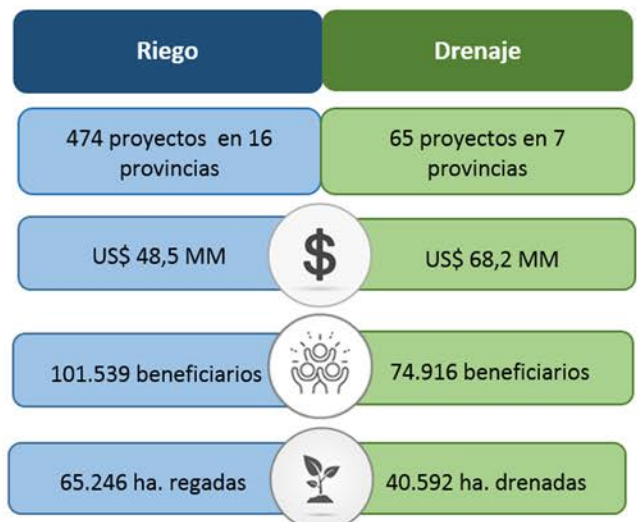 Riego
Drenaje
474 proyectos en 16
provincias
65 proyectos en 7
provincias
US$ 48,5 MM
$
US$ 68,2 MM
101.539 beneficiarios
74.916 beneficiarios
65.246 ha. regadas
40.592 ha. drenadas